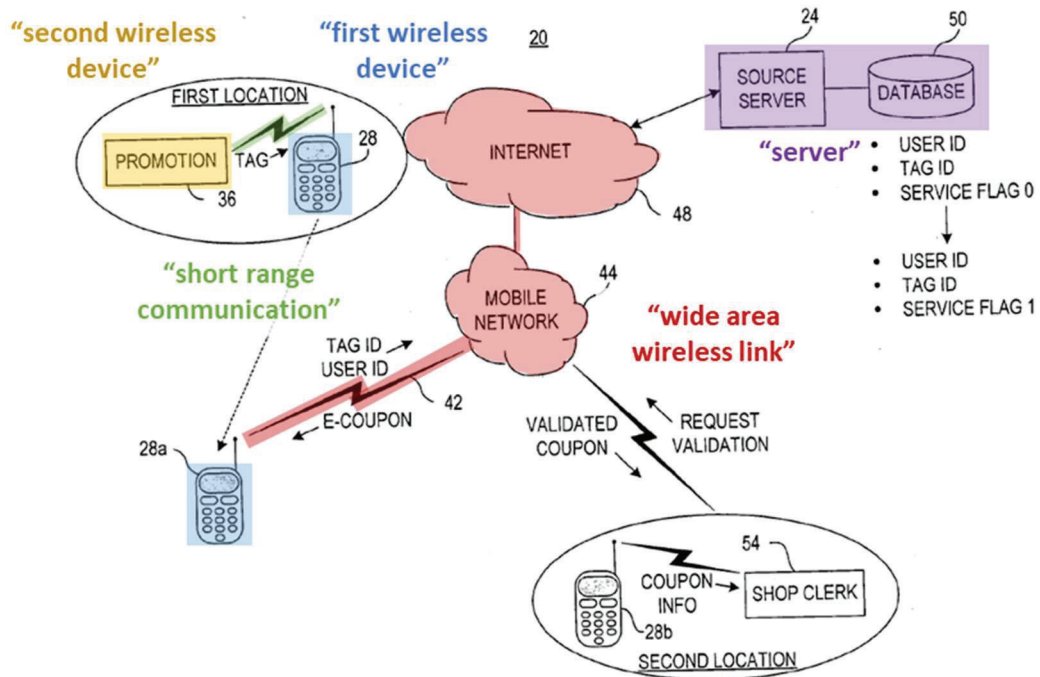 “second wireless
device”
“first wireless
device”
20
24
50
FIRST LOCATION
PROMOTION
TAG
28
36
INTERNET
48
SOURCE
SERVER
DATABASE
“server”
• USER ID
• TAG ID
• SERVICE FLAG 0
• USER ID
• TAG ID
• SERVICE FLAG 1
“short range
communication”
MOBILE
NETWORK
44
“wide area
wireless link”
TAG ID
USER ID
42
E-COUPON
28a
VALIDATED
COUPON
REQUEST
VALIDATION
54
COUPON
INFO
SHOP CLERK
28b
SECOND LOCATION